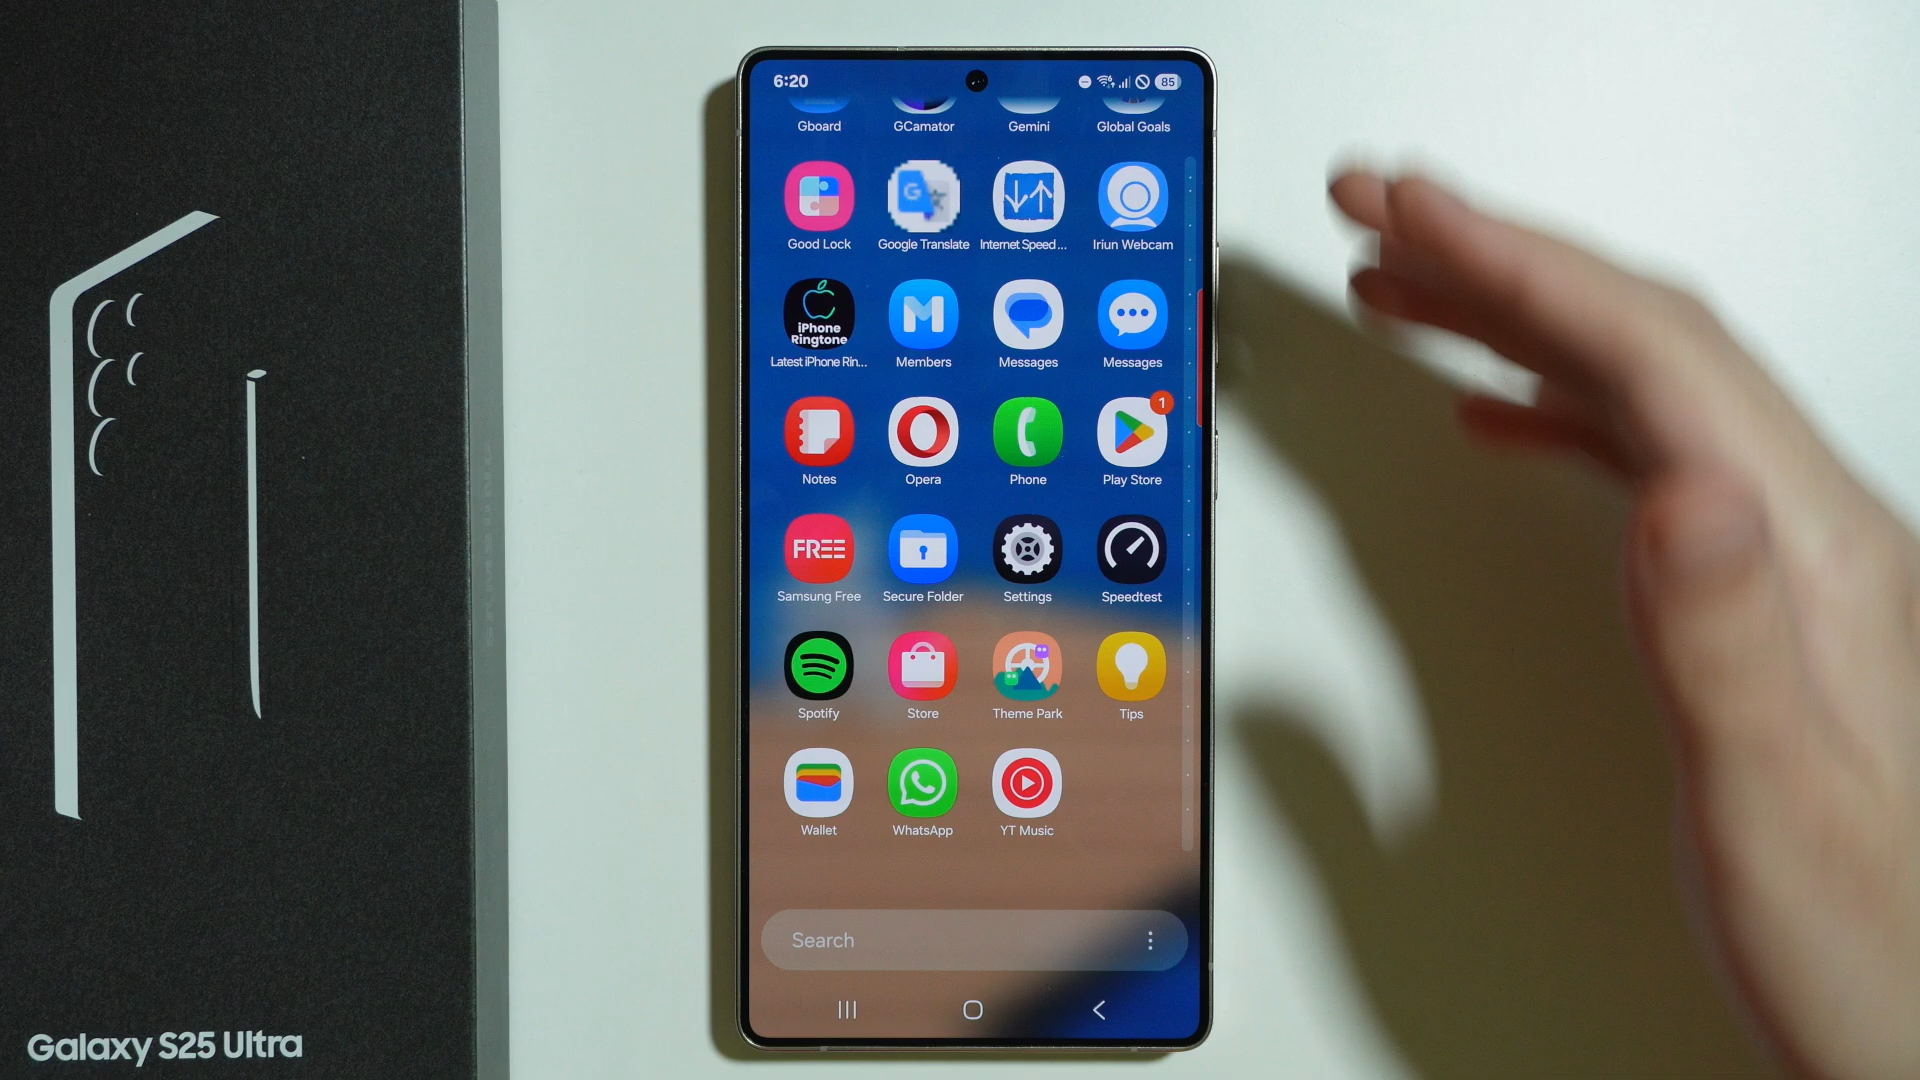 6:20
85
Gboard
GCamator
Gemini
Global Goals
Good Lock
Google Translate
Internet Speed ...
Iriun Webcam
iPhone
Ringtone
Latest iPhone Rin...
Members
Messages
Messages
1
Notes
Opera
Phone
Play Store
FREE
Samsung Free
Secure Folder
Settings
Speedtest
Spotify
Store
Theme Park
Tips
Wallet
WhatsApp
YT Music
Search
Galaxy S25 Ultra